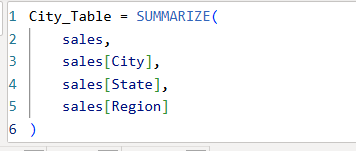 1 City_Table = SUMMARIZE(
2     sales,
3     sales[City],
4     sales[State],
5     sales[Region]
6 )